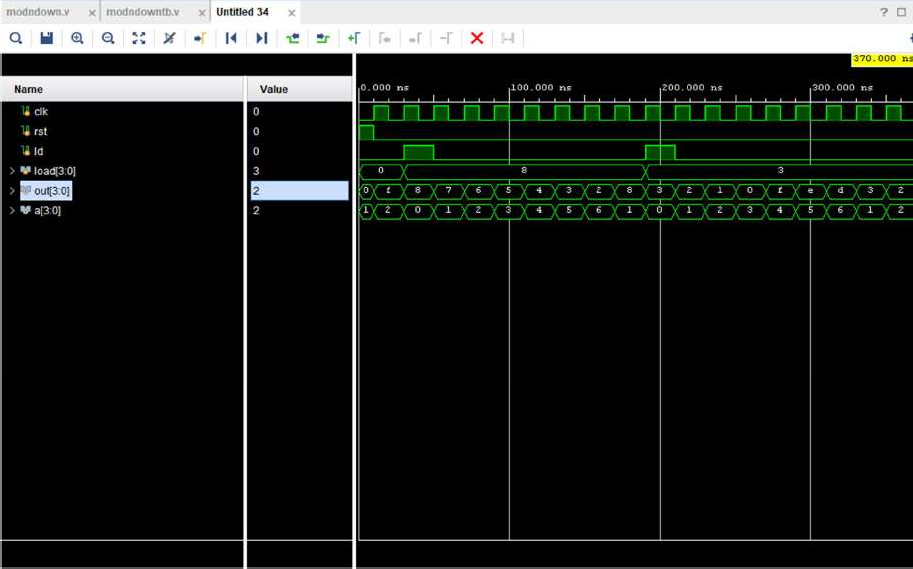 modndown.v × modndowntb.v × Untitled 34 × ?
370.000 ns
Name Value
0.000 ns 100.000 ns 200.000 ns 300.000 ns
clk 0
rst 0
ld 0
load[3:0] 3 0 8 3
out[3:0] 2 0 f 8 7 6 5 4 3 2 8 3 2 1 0 f e d 3 2
a[3:0] 2 1 2 0 1 2 3 4 5 6 1 0 1 2 3 4 5 6 1 2